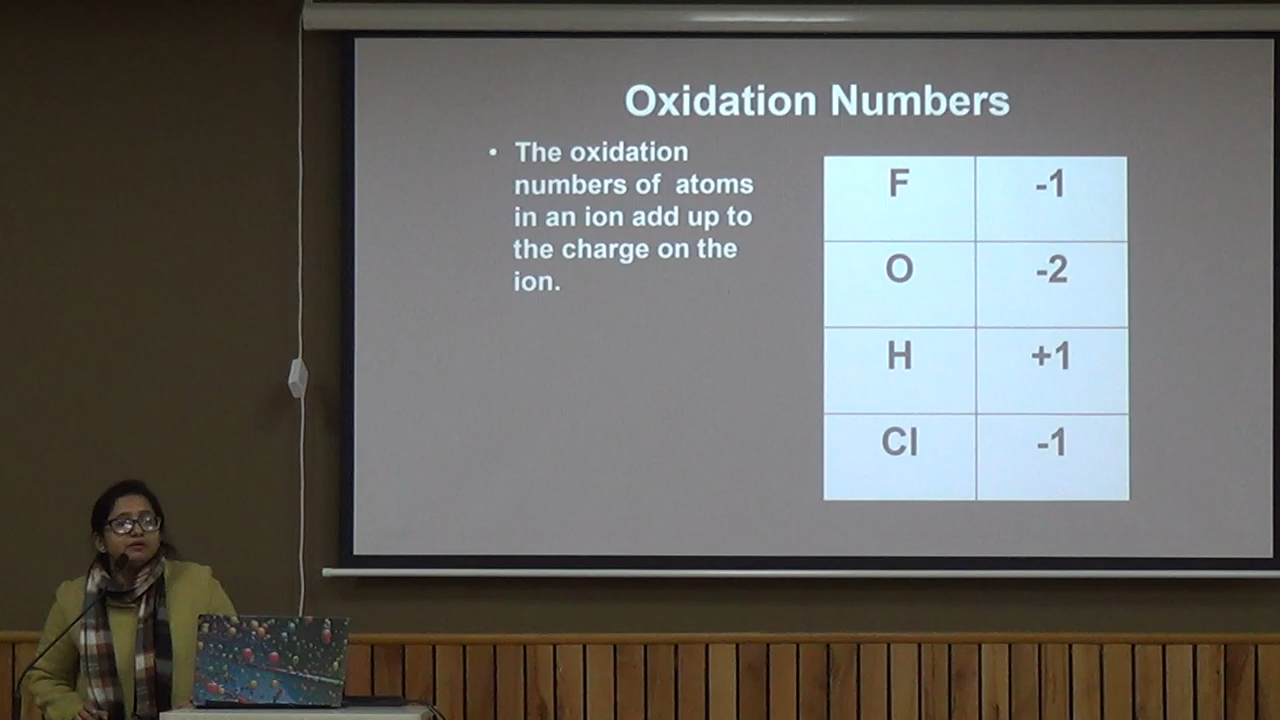 Oxidation Numbers
• The oxidation
numbers of atoms
in an ion add up to
the charge on the
ion.
F -1
O -2
H +1
Cl -1